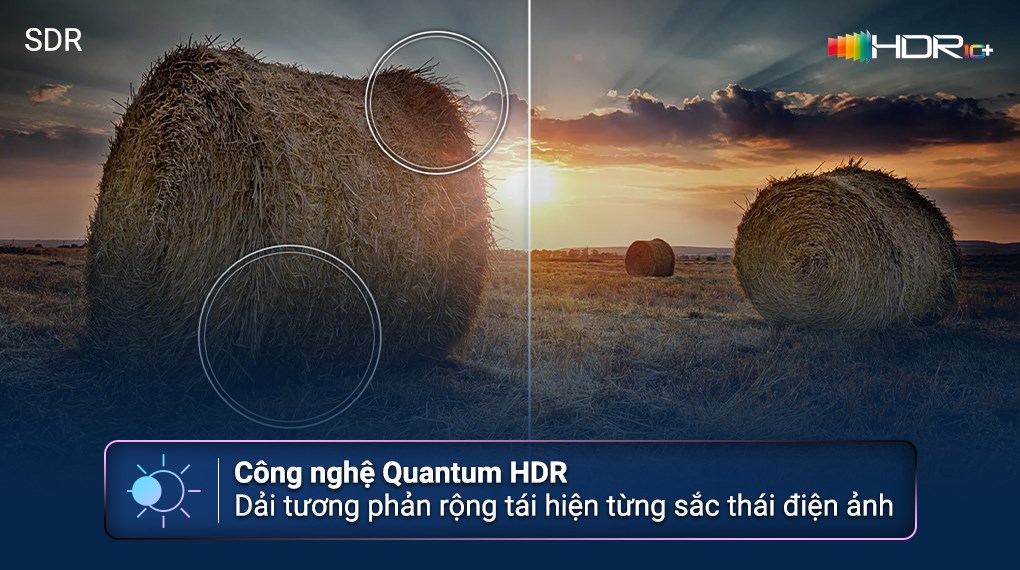 SDR
HDR10+
Công nghệ Quantum HDR
Dải tương phản rộng tái hiện từng sắc thái điện ảnh